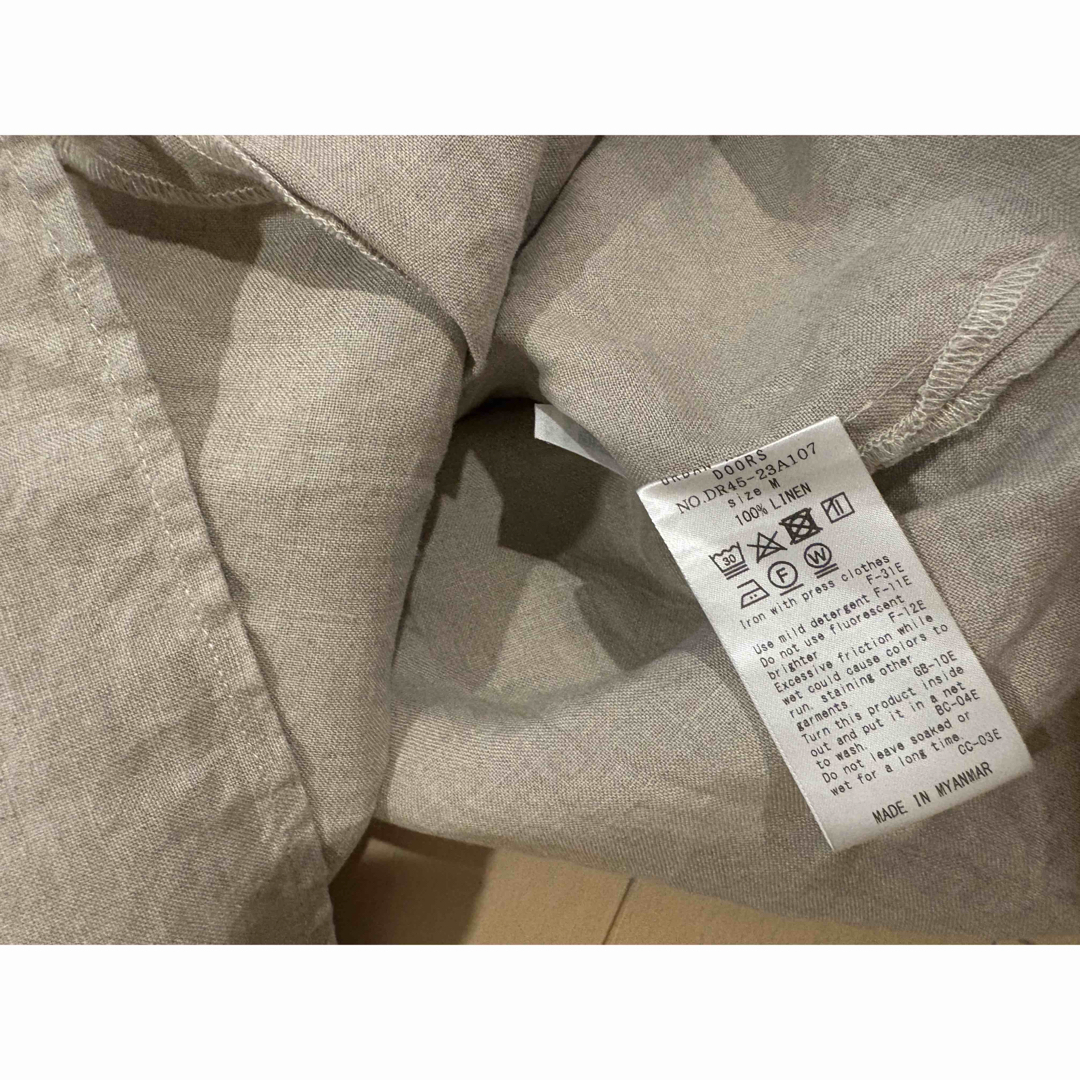 URBAN DOORS
NO.DR45-23A107
size M
100% LINEN
30
F W
Iron with press clothes
F-31E
Use mild detergent F-11E
Do not use fluorescent
brighter F-12E
Excessive friction while
wet could cause colors to
run, staining other
garments. GB-10E
Turn this product inside
out and put it in a net
to wash. BC-04E
Do not leave soaked or
wet for a long time. CC-03E
MADE IN MYANMAR